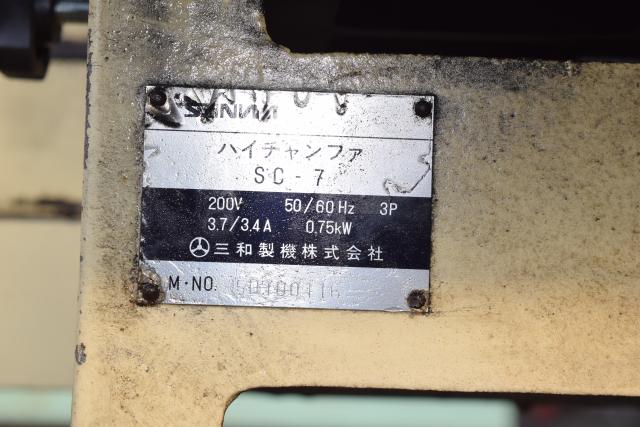 SANWA
ハイチャンファ
SC-7
200V 50/60Hz 3P
3.7/3.4A 0.75kW
三和製機株式会社
M·NO.